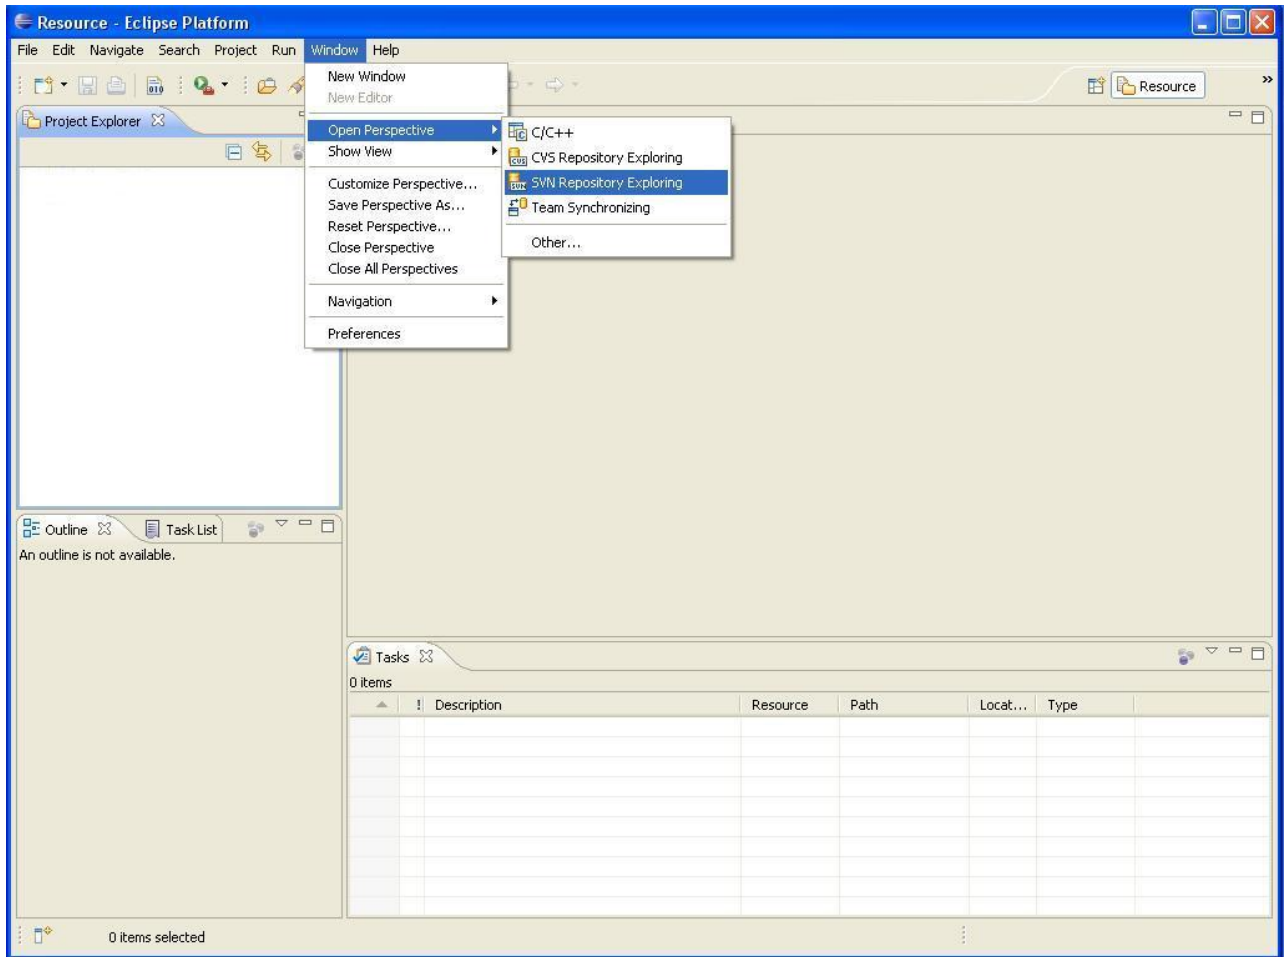 Resource - Eclipse Platform
File Edit Navigate Search Project Run Window Help
Resource
»
Project Explorer
New Window
New Editor
Open Perspective
Show View
Customize Perspective...
Save Perspective As...
Reset Perspective...
Close Perspective
Close All Perspectives
Navigation
Preferences
C/C++
CVS Repository Exploring
SVN Repository Exploring
Team Synchronizing
Other...
Outline Task List
An outline is not available.
Tasks
0 items
! Description Resource Path Locat... Type
0 items selected